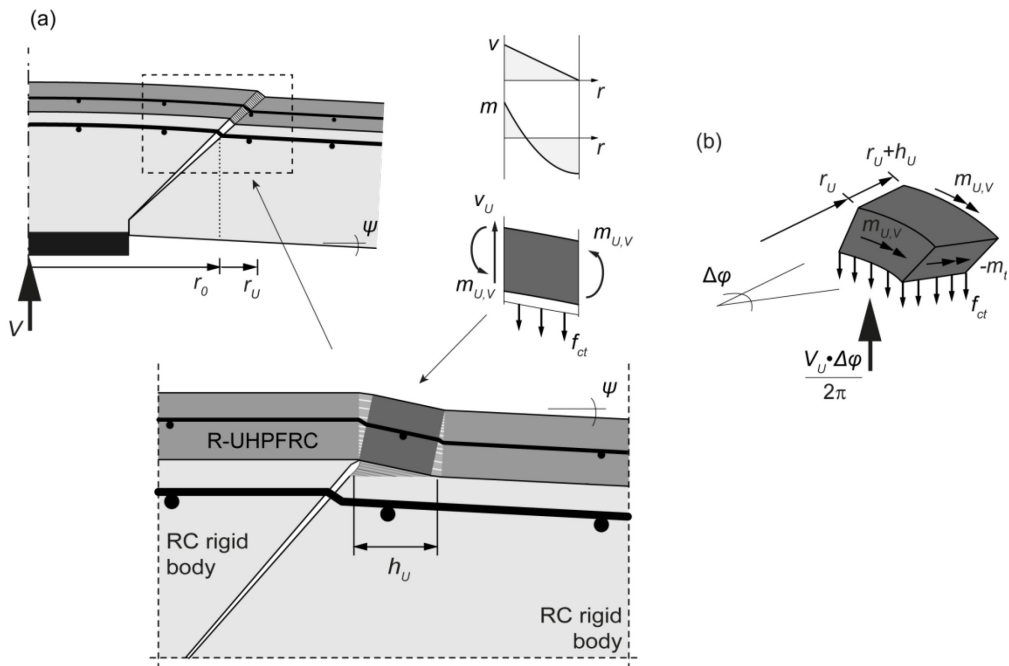 (a)
v
r
m
r
ψ
r0
rU
V
vU
mU,V
mU,V
fct
(b)
rU+hU
rU
mU,V
mU,V
-mt
Δφ
fct
VU•Δφ
2π
ψ
R-UHPFRC
RC rigid
body
hU
RC rigid
body